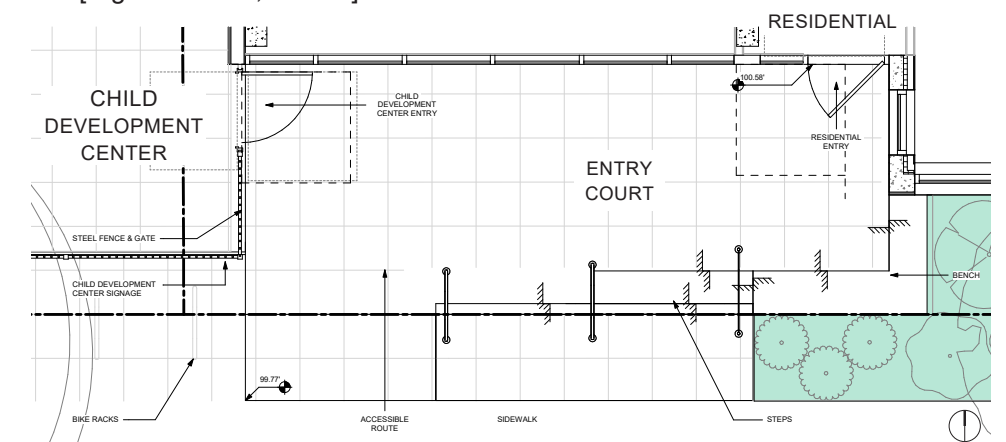 RESIDENTIAL
CHILD
DEVELOPMENT
CENTER
CHILD
DEVELOPMENT
CENTER ENTRY
100.58'
RESIDENTIAL
ENTRY
ENTRY
COURT
STEEL FENCE & GATE
CHILD DEVELOPMENT
CENTER SIGNAGE
BENCH
99.77'
BIKE RACKS
ACCESSIBLE
ROUTE
SIDEWALK
STEPS